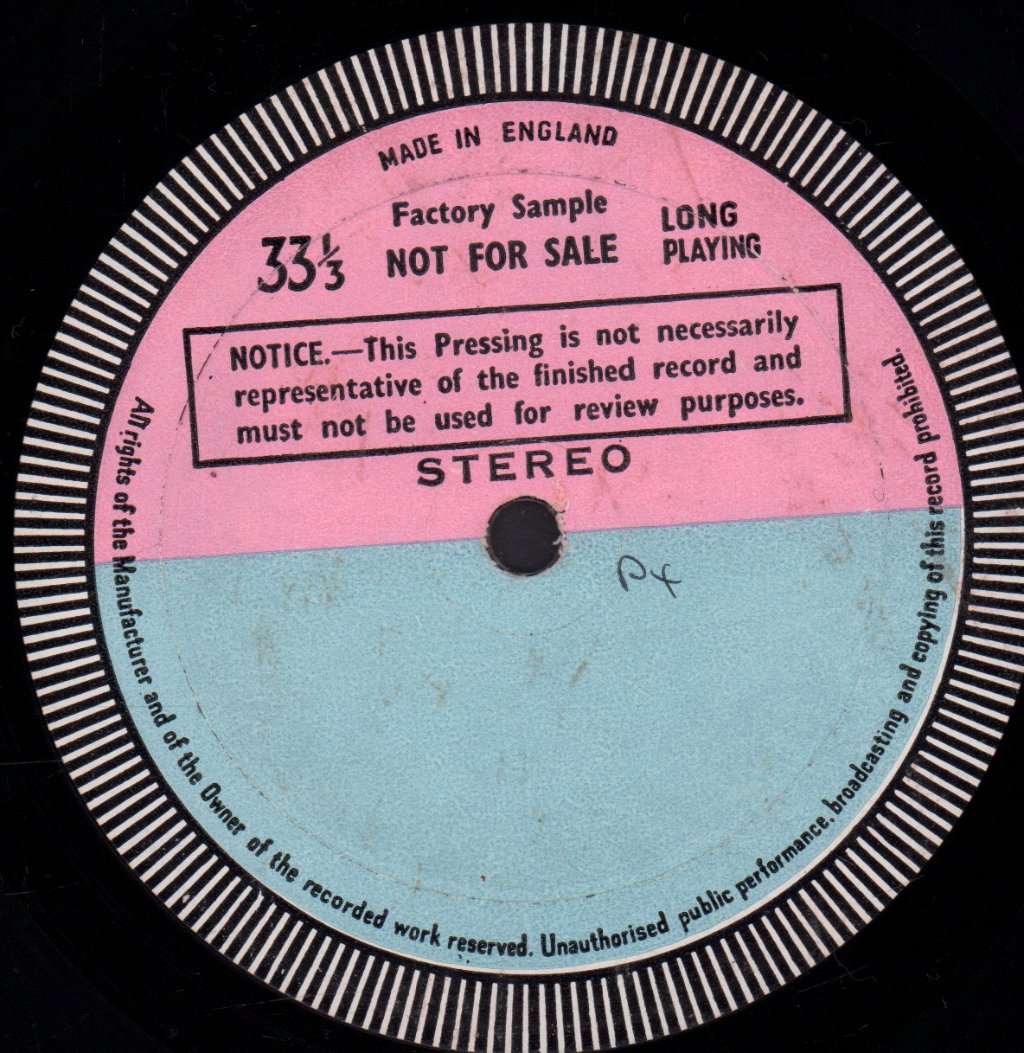 MADE IN ENGLAND
Factory Sample
NOT FOR SALE
33⅓
LONG
PLAYING
NOTICE.—This Pressing is not necessarily
representative of the finished record and
must not be used for review purposes.
STEREO
All rights of the Manufacturer and of the Owner of the recorded work reserved. Unauthorised public performance, broadcasting and copying of this record prohibited.